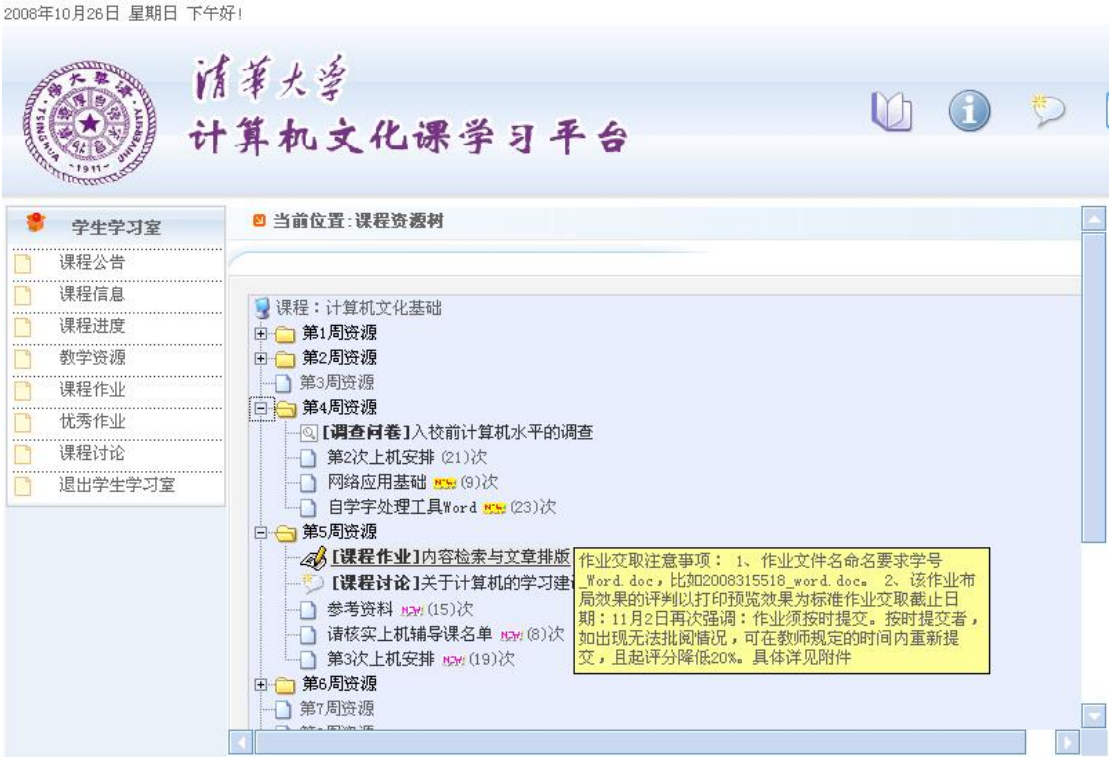 2008年10月26日 星期日 下午好!
清華大学
计算机文化课学习平台
TSINGHUA UNIVERSITY
-1911-
学生学习室
课程公告
课程信息
课程进度
教学资源
课程作业
优秀作业
课程讨论
退出学生学习室
当前位置:课程资源树
课程：计算机文化基础
第1周资源
第2周资源
第3周资源
第4周资源
[调查问卷]入校前计算机水平的调查
第2次上机安排 (21)次
网络应用基础 NEW (9)次
自学字处理工具Word NEW (23)次
第5周资源
[课程作业]内容检索与文章排版
[课程讨论]关于计算机的学习建
参考资料 NEW (15)次
请核实上机辅导课名单 NEW (8)次
第3次上机安排 NEW (19)次
作业交取注意事项： 1、作业文件名命名要求学号
_Word.doc，比如2008315518_word.doc。 2、该作业布
局效果的评判以打印预览效果为标准作业交取截止日
期：11月2日再次强调：作业须按时提交。按时提交者，
如出现无法批阅情况，可在教师规定的时间内重新提
交，且起评分降低20%。具体详见附件
第6周资源
第7周资源